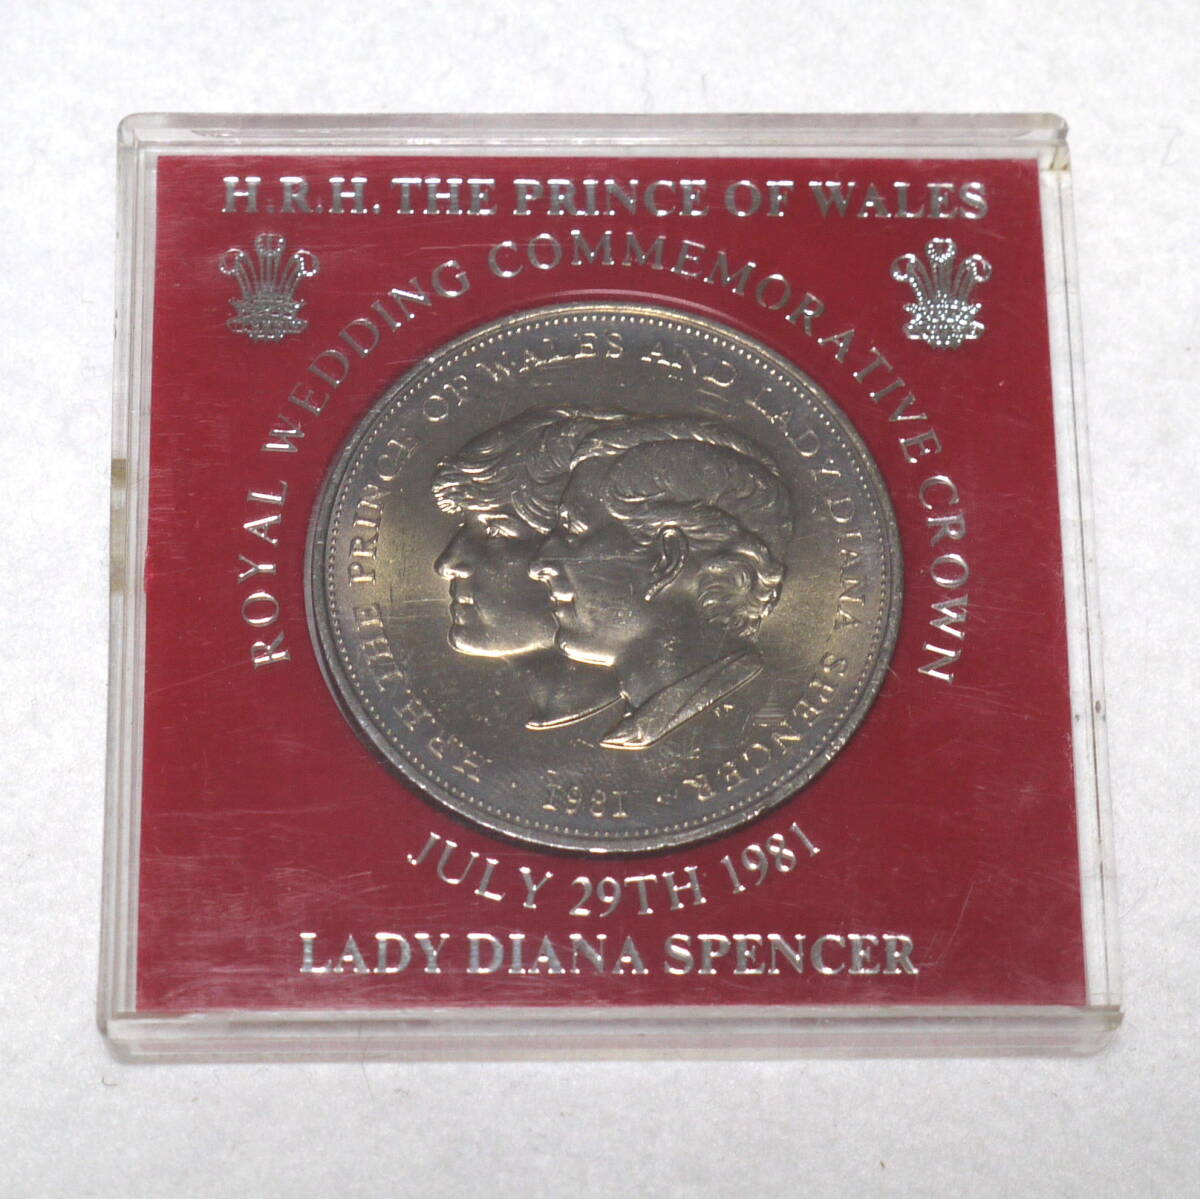 H.R.H. THE PRINCE OF WALES
ROYAL WEDDING COMMEMORATIVE CROWN
H.R.H. THE PRINCE OF WALES AND LADY DIANA SPENCER
· 1981 ·
JULY 29TH 1981
LADY DIANA SPENCER